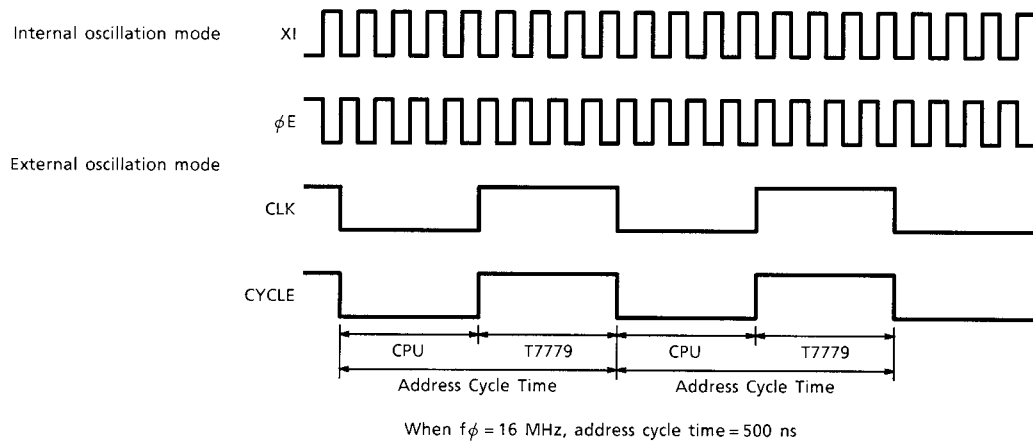 Internal oscillation mode XI
φE
External oscillation mode
CLK
CYCLE
CPU T7779 CPU T7779
Address Cycle Time Address Cycle Time
When fφ = 16 MHz, address cycle time = 500 ns